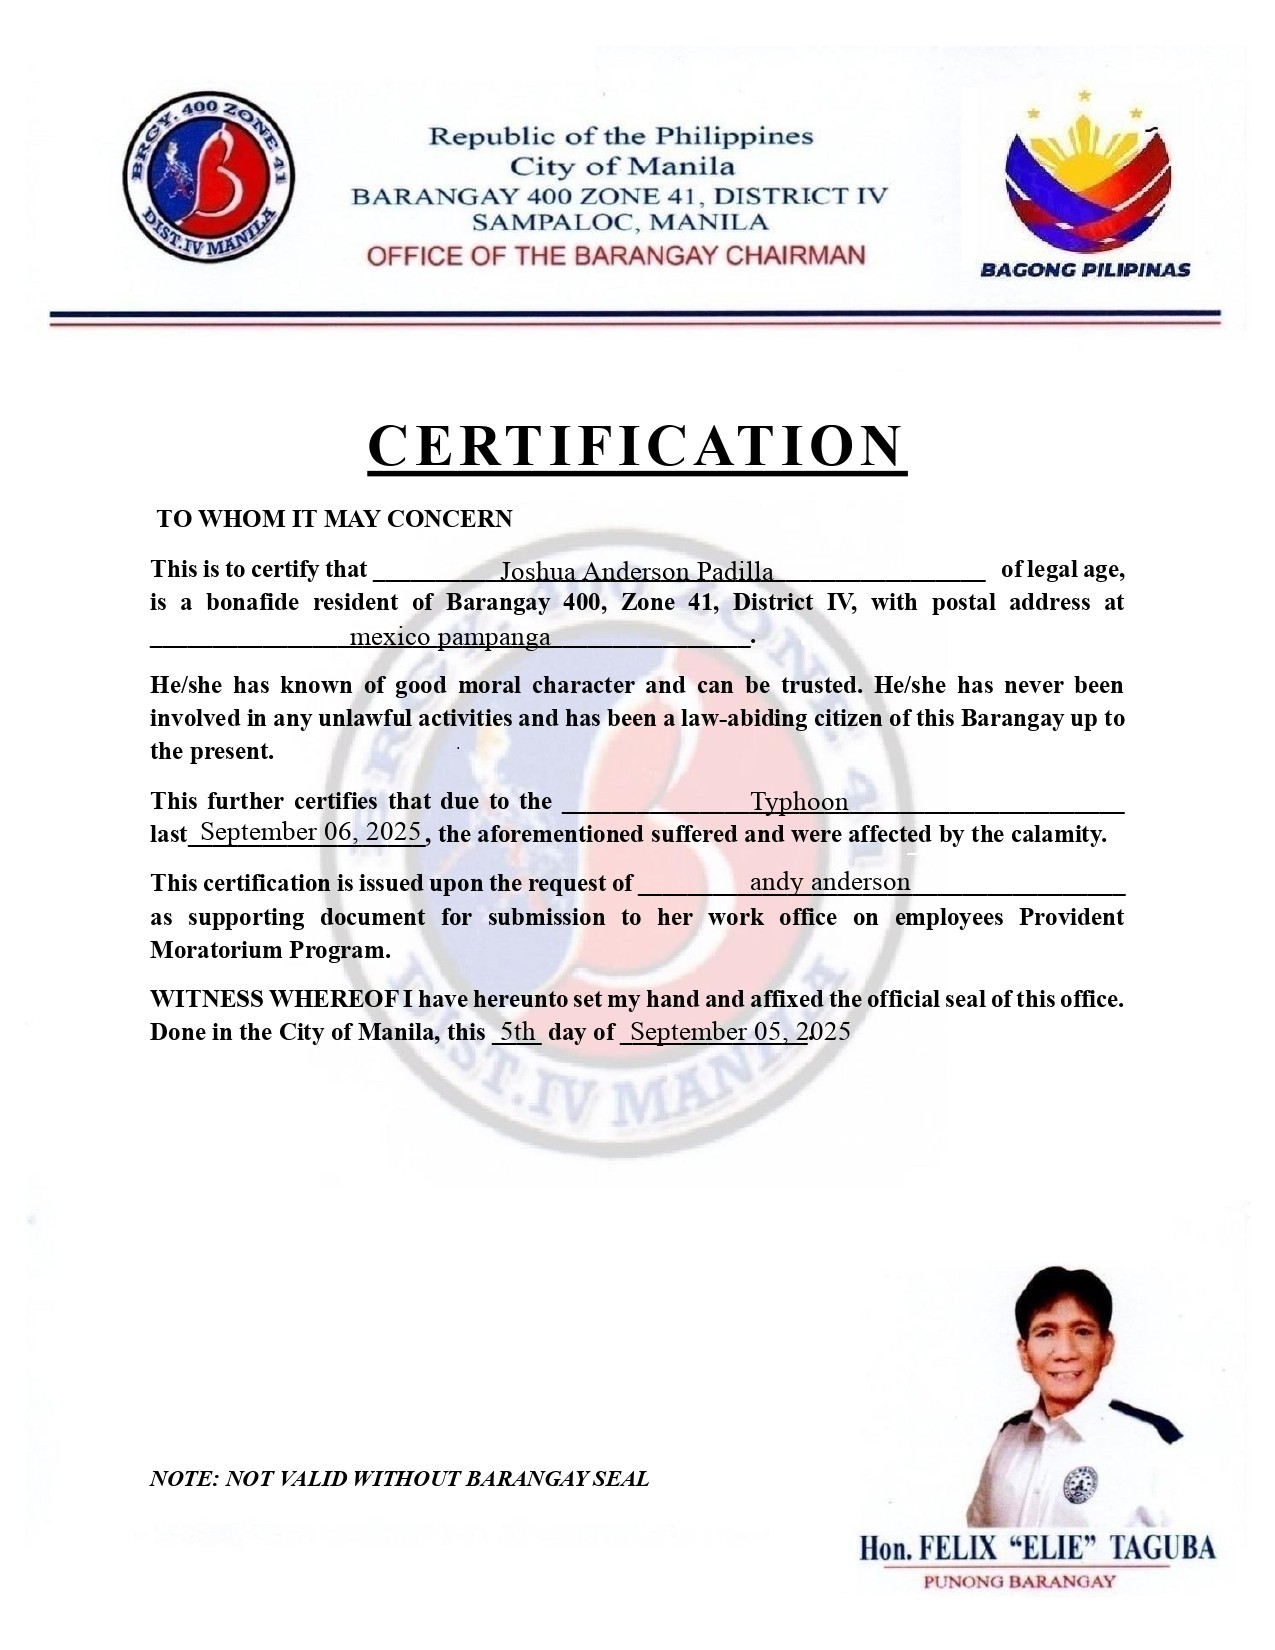 BRGY. 400 ZONE 41
DIST.IV MANILA
Republic of the Philippines
City of Manila
BARANGAY 400 ZONE 41, DISTRICT IV
SAMPALOC, MANILA
OFFICE OF THE BARANGAY CHAIRMAN
BAGONG PILIPINAS
CERTIFICATION
TO WHOM IT MAY CONCERN
This is to certify that Joshua Anderson Padilla of legal age,
is a bonafide resident of Barangay 400, Zone 41, District IV, with postal address at
mexico pampanga.
He/she has known of good moral character and can be trusted. He/she has never been
involved in any unlawful activities and has been a law-abiding citizen of this Barangay up to
the present.
This further certifies that due to the Typhoon
last September 06, 2025, the aforementioned suffered and were affected by the calamity.
This certification is issued upon the request of andy anderson
as supporting document for submission to her work office on employees Provident
Moratorium Program.
WITNESS WHEREOF I have hereunto set my hand and affixed the official seal of this office.
Done in the City of Manila, this 5th day of September 05, 2025.
BRGY. 400 ZONE 41
DIST.IV MANILA
NOTE: NOT VALID WITHOUT BARANGAY SEAL
Hon. FELIX “ELIE” TAGUBA
PUNONG BARANGAY